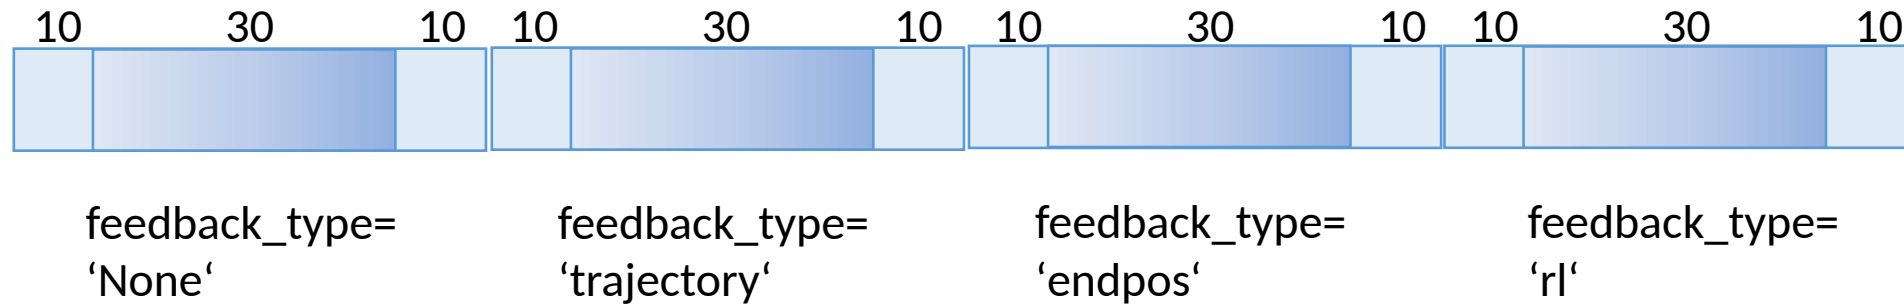 10 30 10 10 30 10 10 30 10 10 30 10
feedback_type= feedback_type= feedback_type= feedback_type=
‘None‘ ‘trajectory‘ ‘endpos‘ ‘rl‘